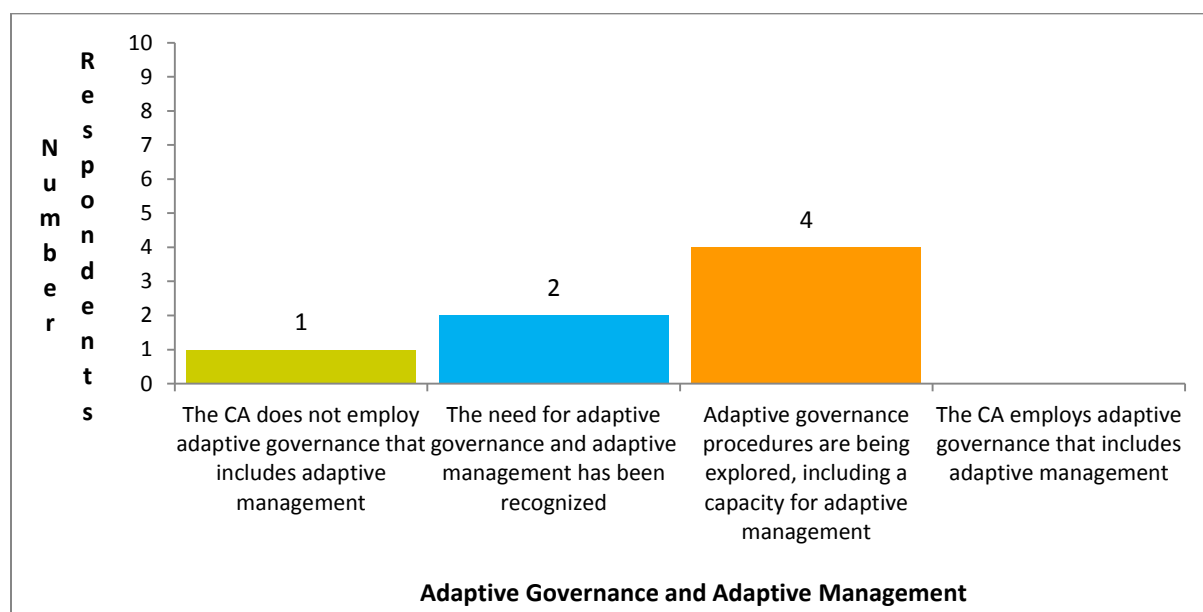 Number
Respondents
10
9
8
7
6
5
4
3
2
1
0
1
2
4
The CA does not employ
adaptive governance that
includes adaptive
management
The need for adaptive
governance and adaptive
management has been
recognized
Adaptive governance
procedures are being
explored, including a
capacity for adaptive
management
The CA employs adaptive
governance that includes
adaptive management
Adaptive Governance and Adaptive Management